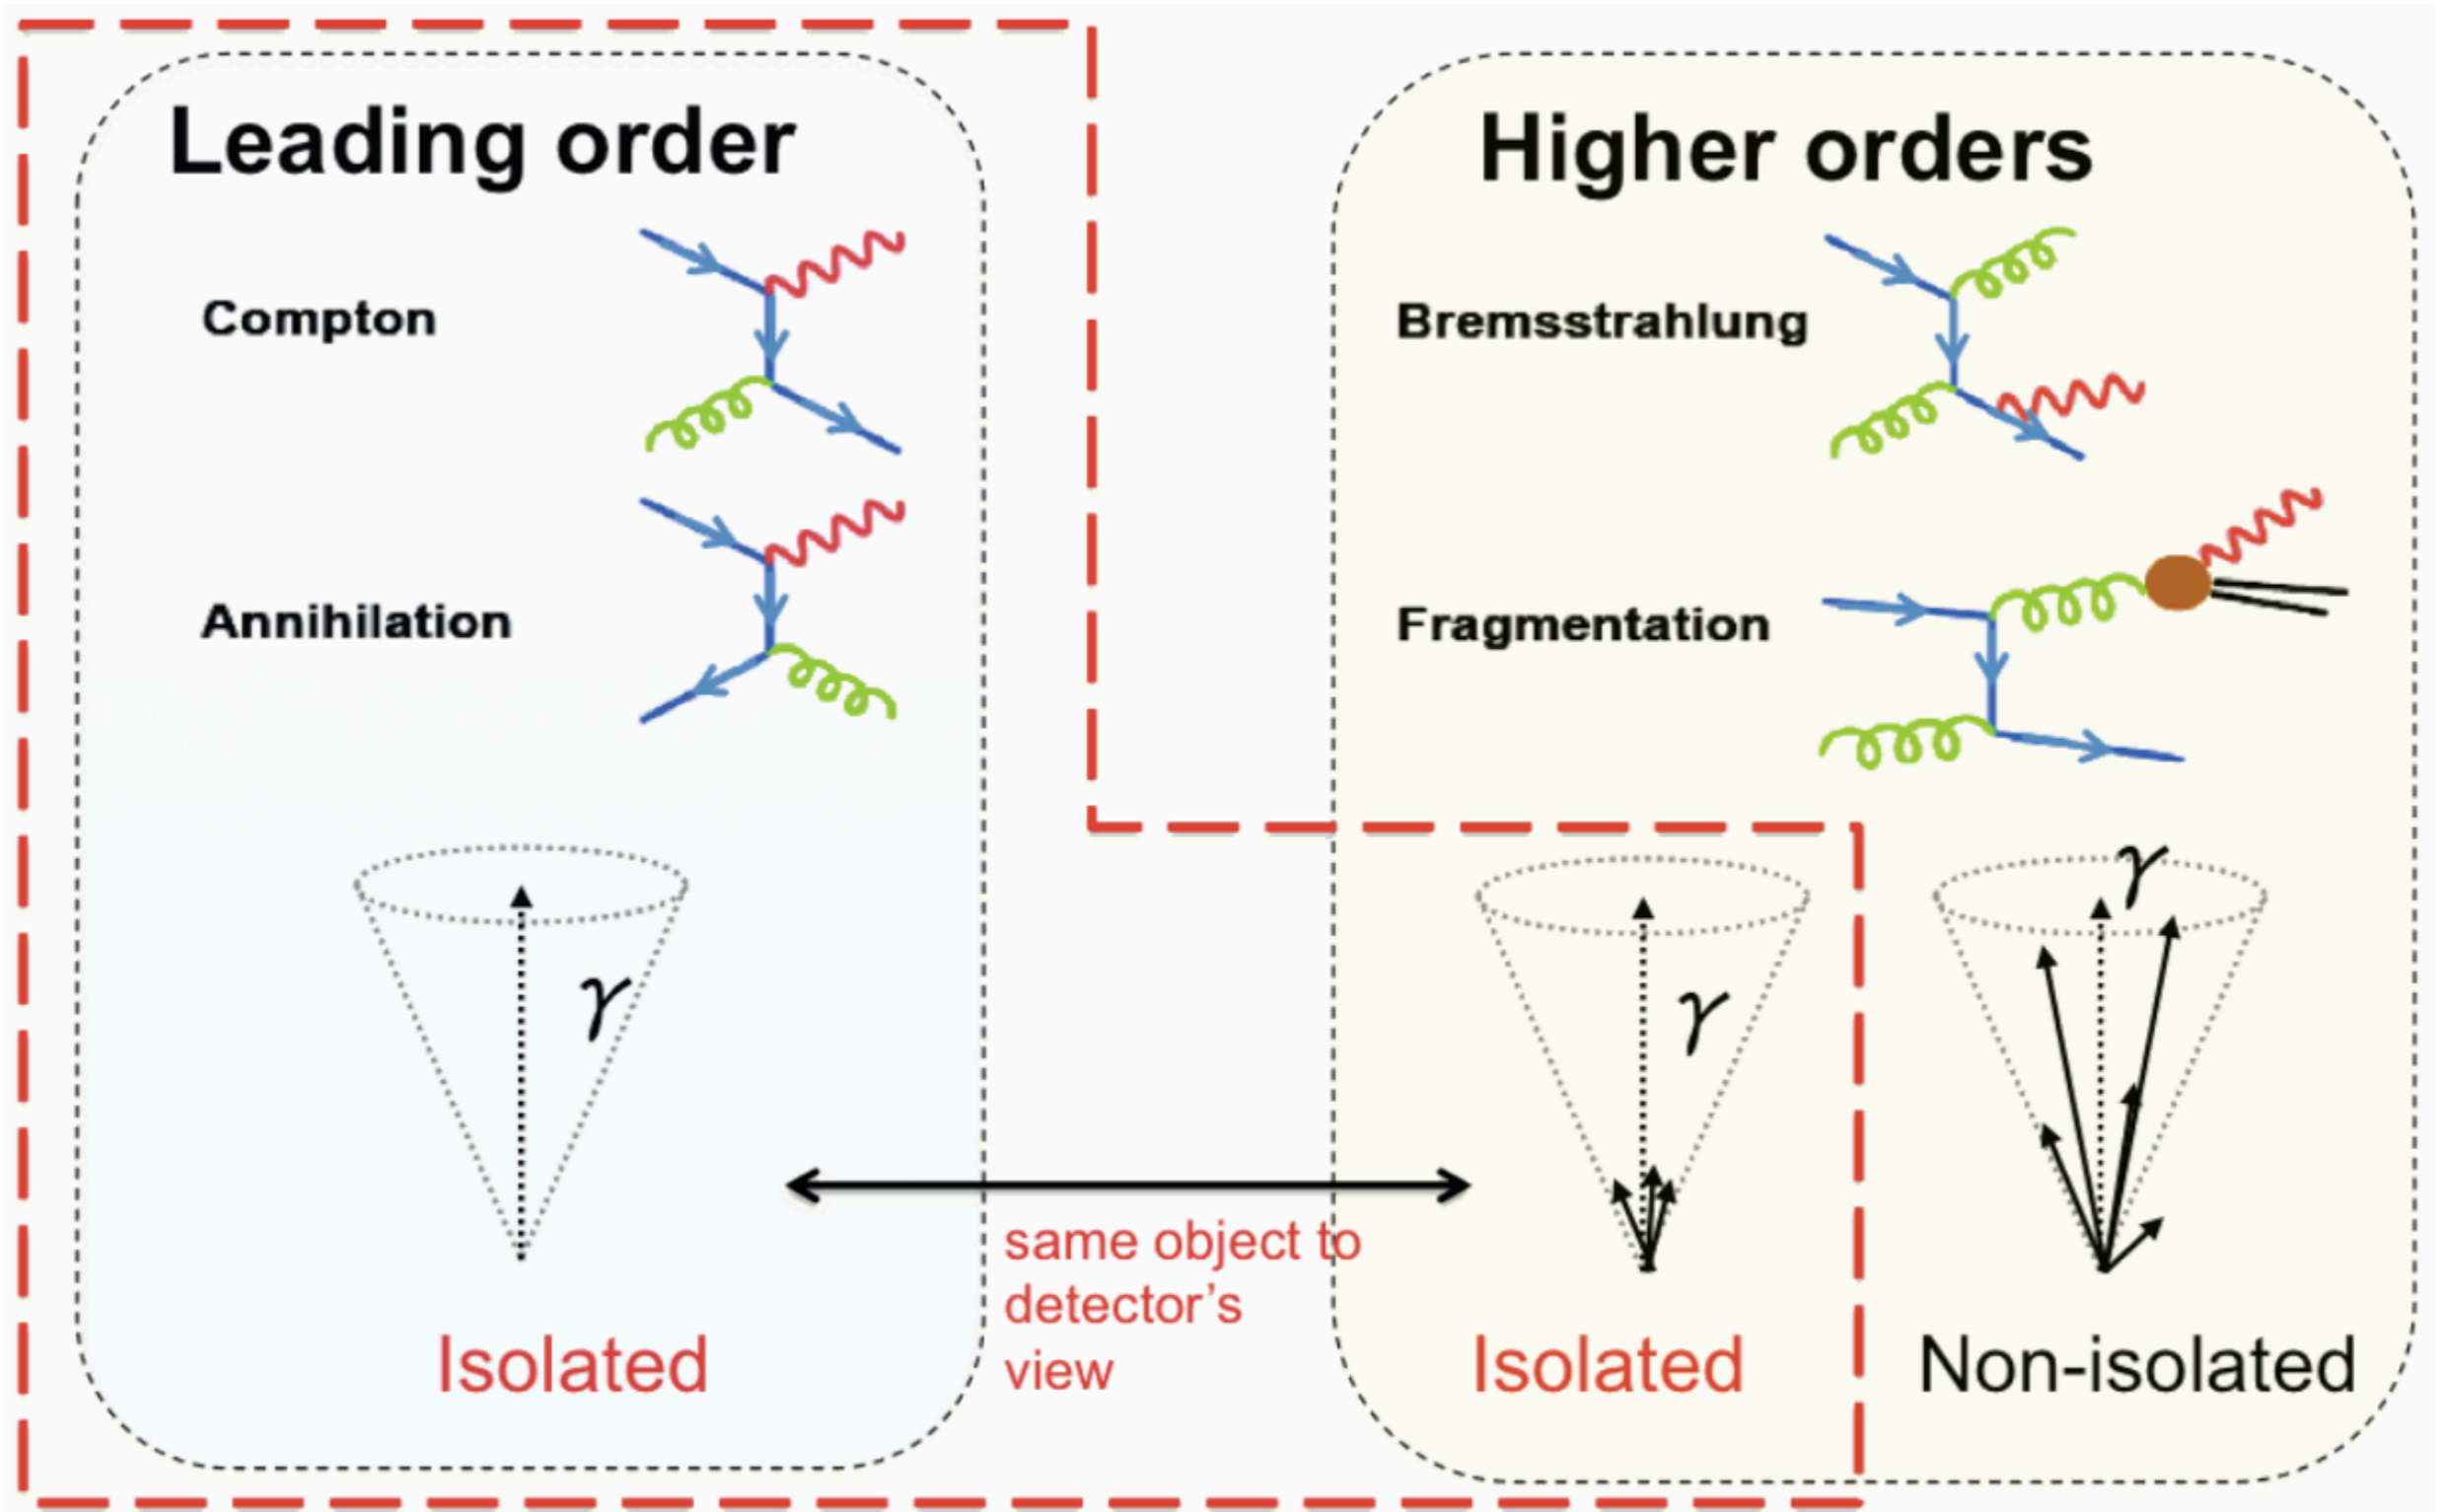 Leading order
Compton
Annihilation
γ
Isolated
same object to
detector’s
view
Higher orders
Bremsstrahlung
Fragmentation
γ
Isolated
γ
Non-isolated